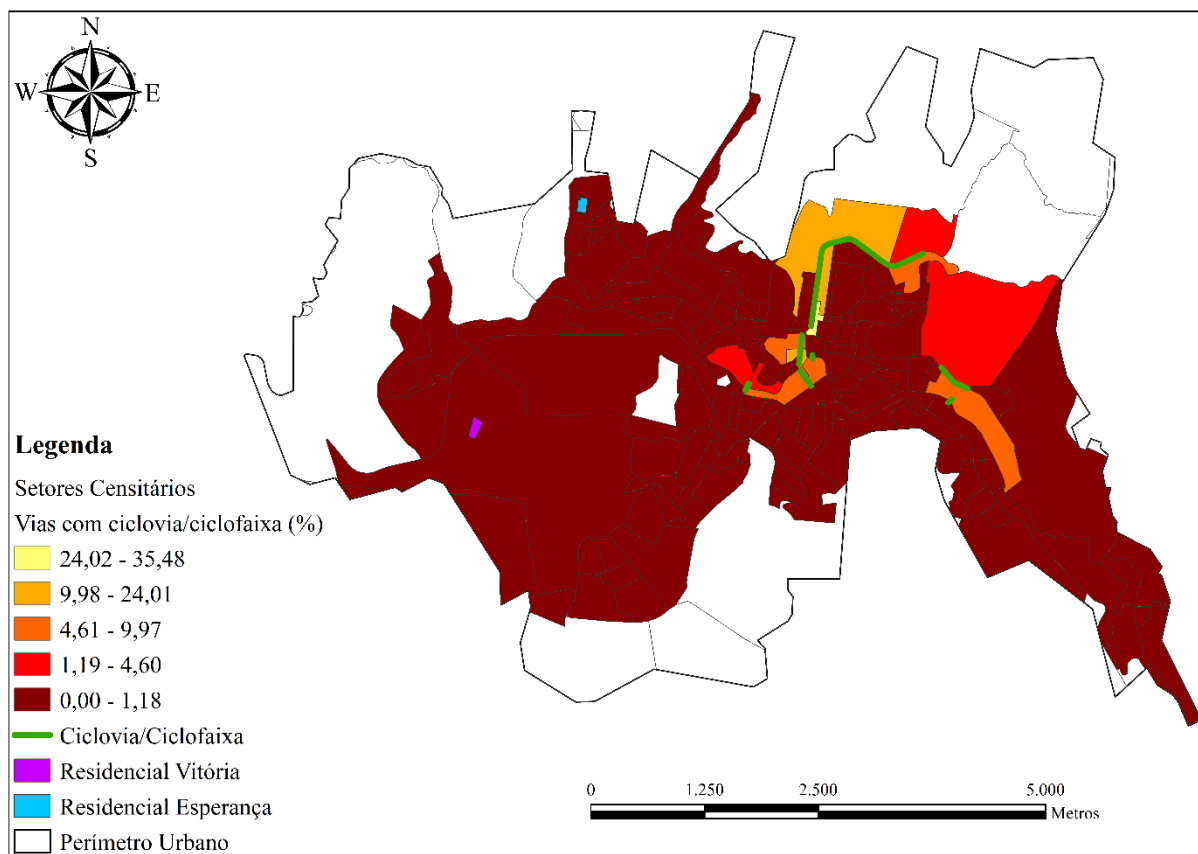 N
W E
S
Legenda
Setores Censitários
Vias com ciclovia/ciclofaixa (%)
24,02 - 35,48
9,98 - 24,01
4,61 - 9,97
1,19 - 4,60
0,00 - 1,18
Ciclovia/Ciclofaixa
Residencial Vitória
Residencial Esperança
Perímetro Urbano
0 1.250 2.500 5.000
Metros